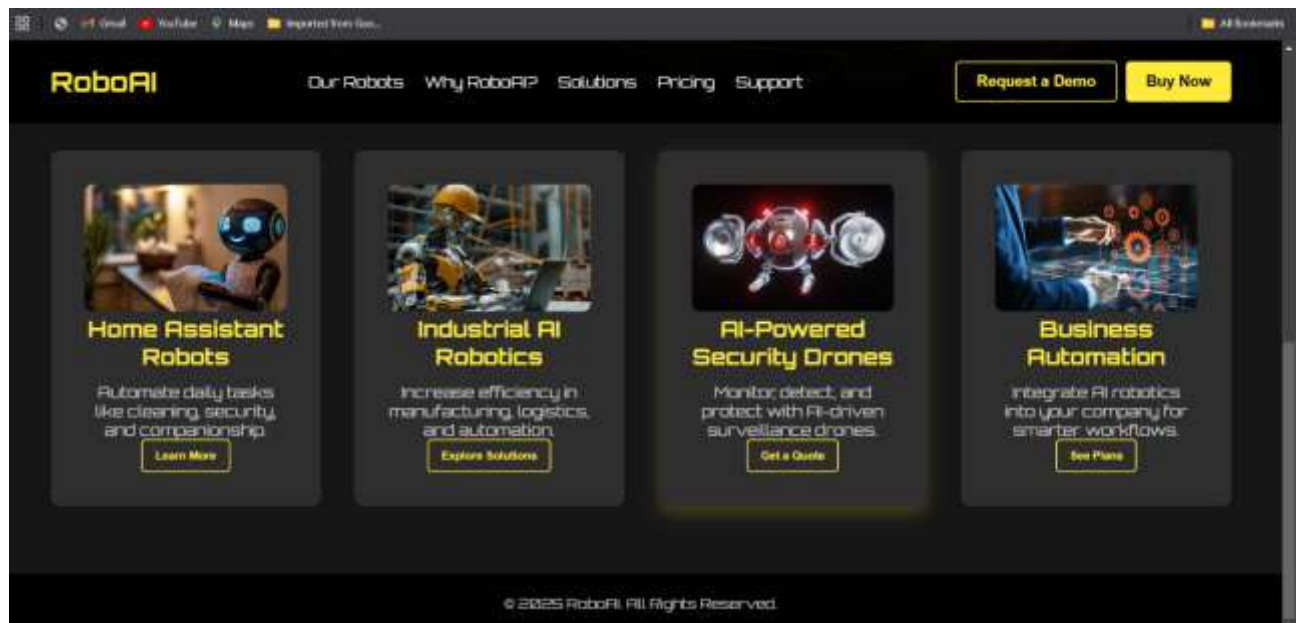 Gmail YouTube Maps Imported from Goo... All Bookmarks
RoboAI Our Robots Why RoboAI? Solutions Pricing Support Request a Demo Buy Now
Home Assistant
Robots
Automate daily tasks
like cleaning, security,
and companionship.
Learn More
Industrial AI
Robotics
Increase efficiency in
manufacturing, logistics,
and automation.
Explore Solutions
AI-Powered
Security Drones
Monitor, detect, and
protect with AI-driven
surveillance drones.
Get a Quote
Business
Automation
Integrate AI robotics
into your company for
smarter workflows.
See Plans
© 2025 RoboAI. All Rights Reserved.